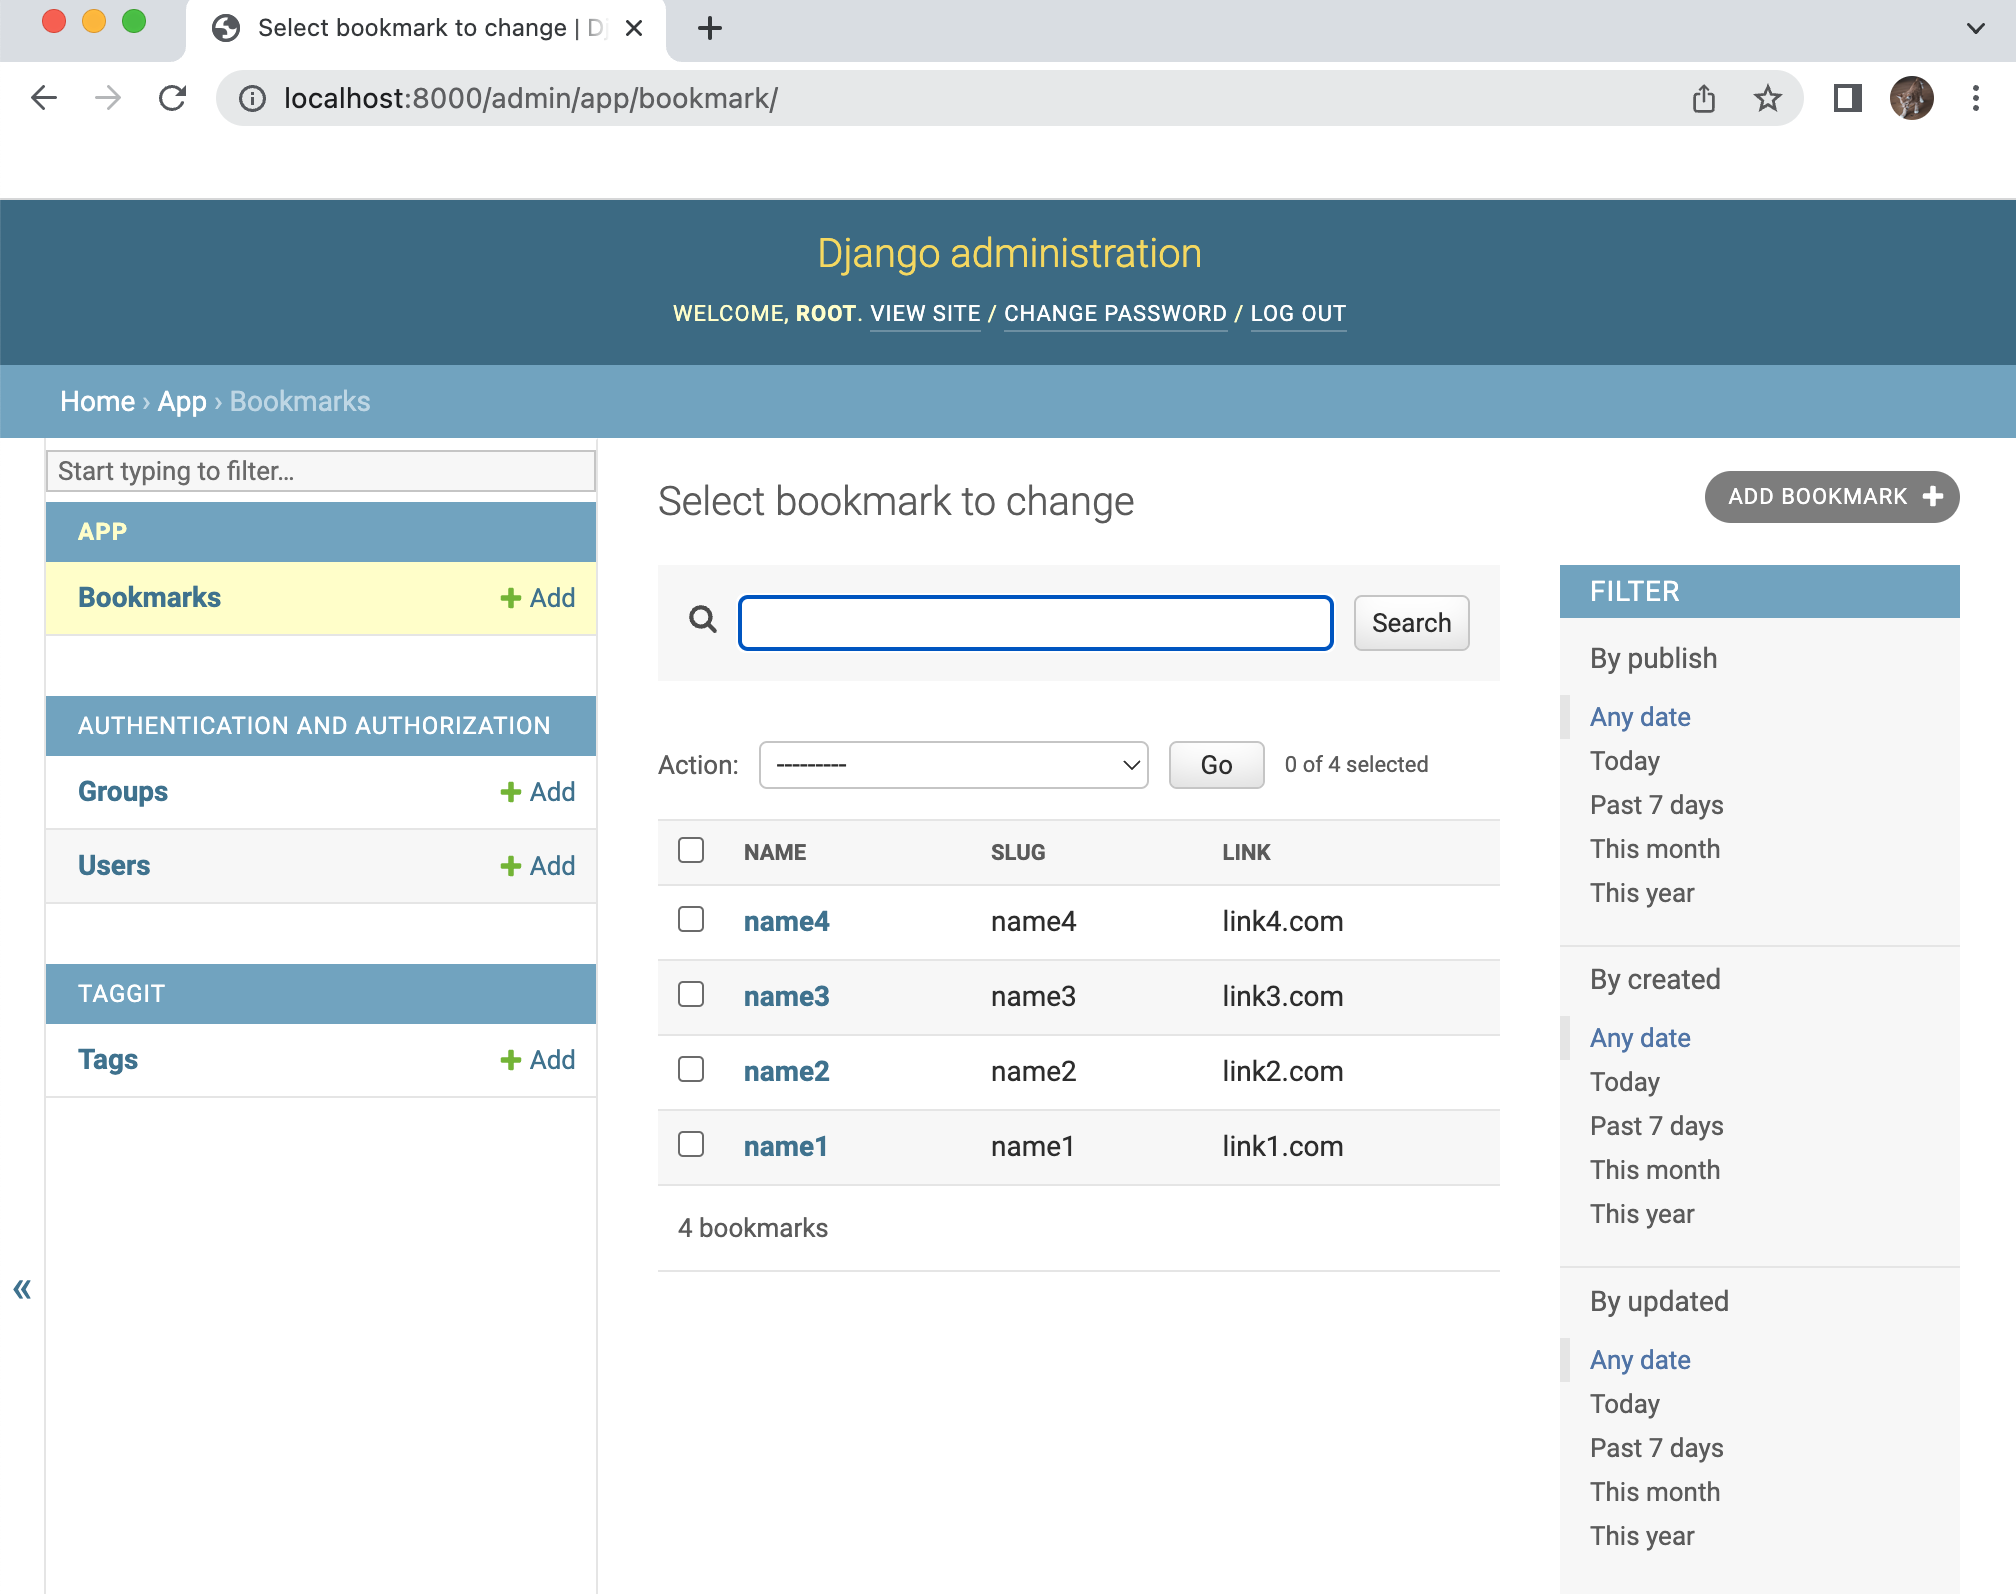 Select bookmark to change | Dj
localhost:8000/admin/app/bookmark/
Django administration
WELCOME, ROOT. VIEW SITE / CHANGE PASSWORD / LOG OUT
Home › App › Bookmarks
Start typing to filter...
APP
Bookmarks + Add
AUTHENTICATION AND AUTHORIZATION
Groups + Add
Users + Add
TAGGIT
Tags + Add
«
Select bookmark to change
ADD BOOKMARK +
Search
Action: --------- Go 0 of 4 selected
NAME SLUG LINK
name4 name4 link4.com
name3 name3 link3.com
name2 name2 link2.com
name1 name1 link1.com
4 bookmarks
FILTER
By publish
Any date
Today
Past 7 days
This month
This year
By created
Any date
Today
Past 7 days
This month
This year
By updated
Any date
Today
Past 7 days
This month
This year